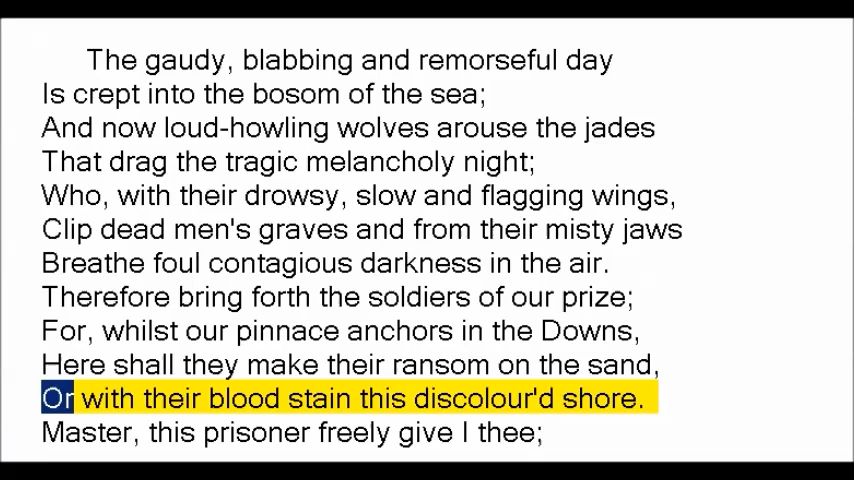 The gaudy, blabbing and remorseful day
Is crept into the bosom of the sea;
And now loud-howling wolves arouse the jades
That drag the tragic melancholy night;
Who, with their drowsy, slow and flagging wings,
Clip dead men's graves and from their misty jaws
Breathe foul contagious darkness in the air.
Therefore bring forth the soldiers of our prize;
For, whilst our pinnace anchors in the Downs,
Here shall they make their ransom on the sand,
Or with their blood stain this discolour'd shore.
Master, this prisoner freely give I thee;